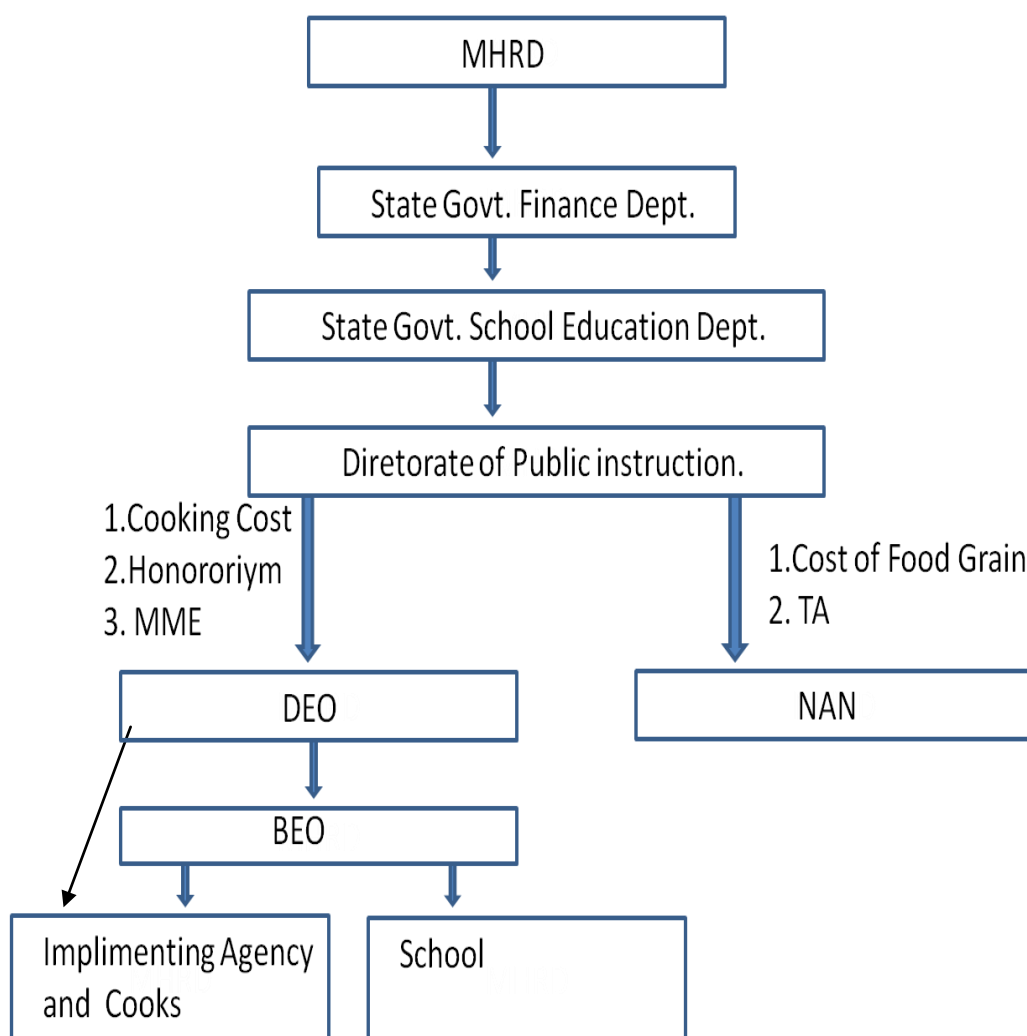 MHRD
State Govt. Finance Dept.
State Govt. School Education Dept.
Diretorate of Public instruction.
1.Cooking Cost
2.Honororiym
3. MME
1.Cost of Food Grain
2. TA
DEO
NAN
BEO
Implimenting Agency
and Cooks
School